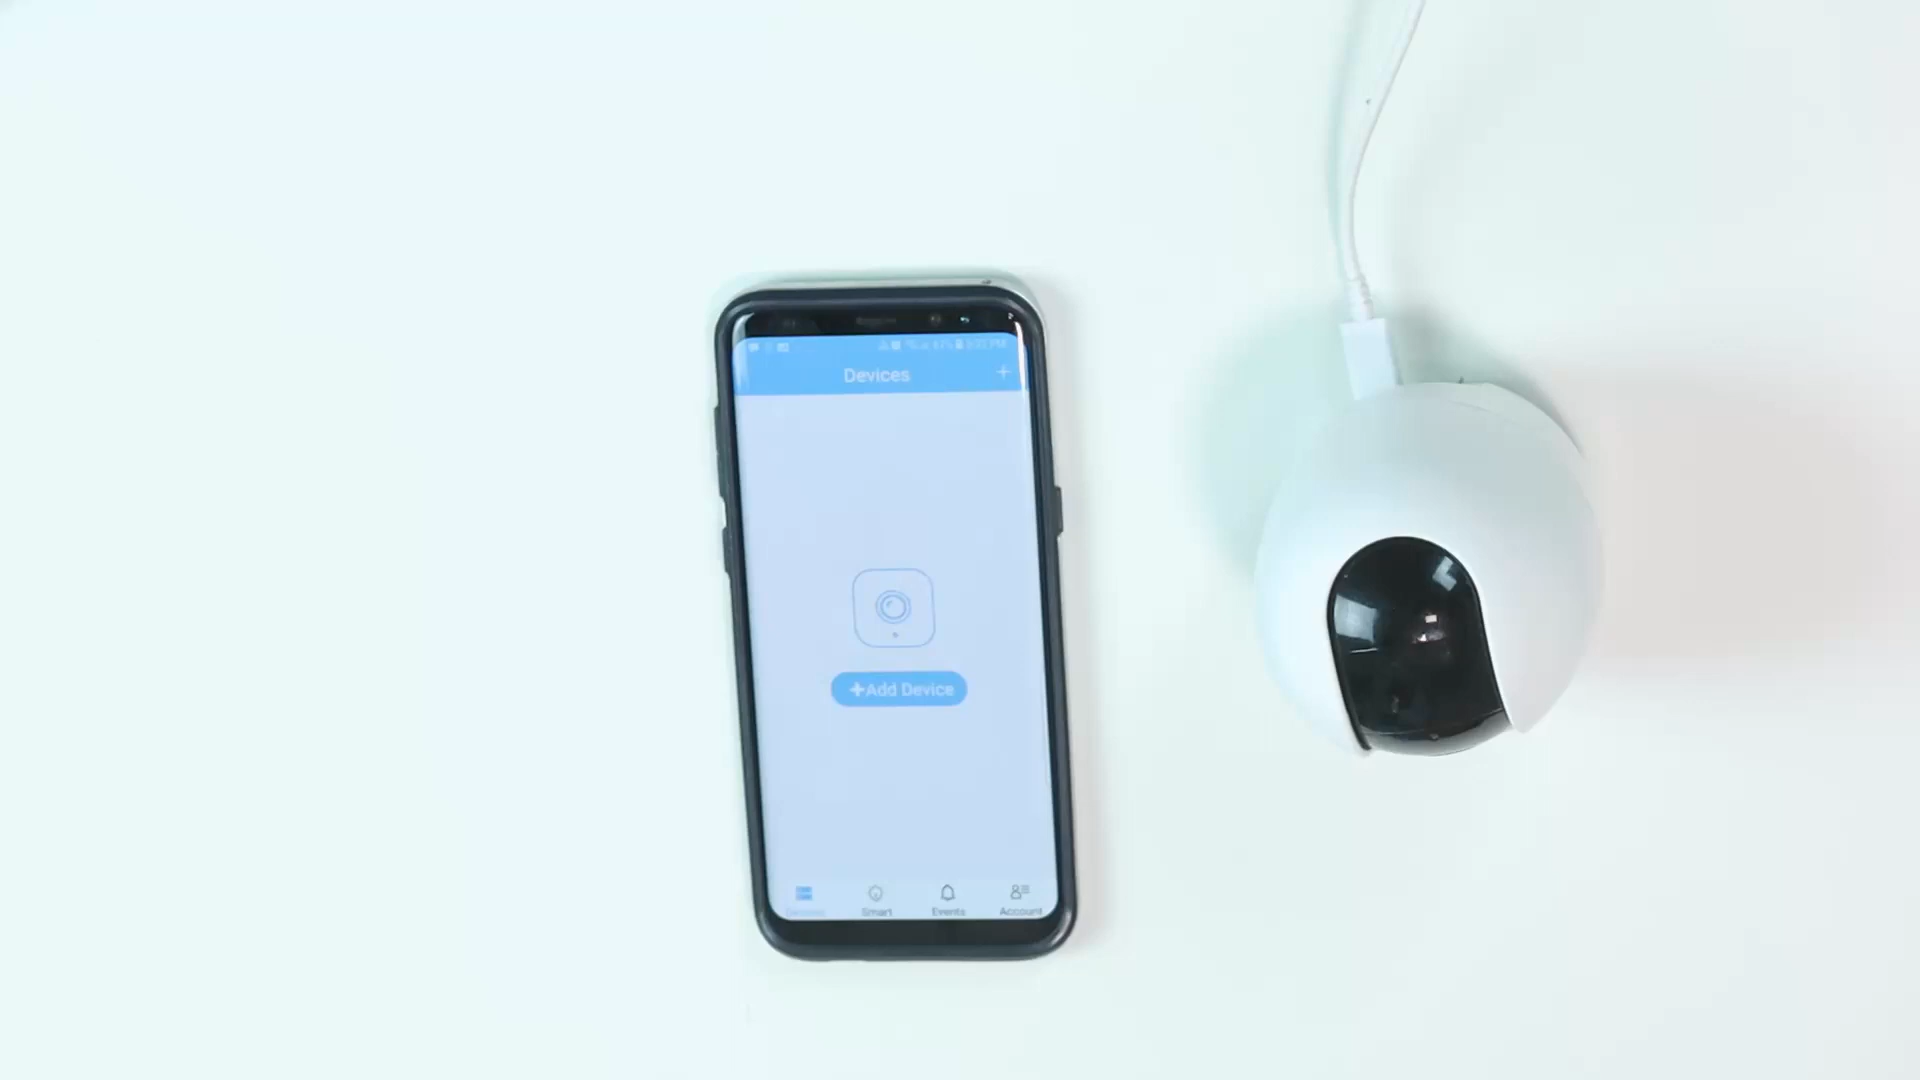 Devices
+
+Add Device
Smart
Events
Account